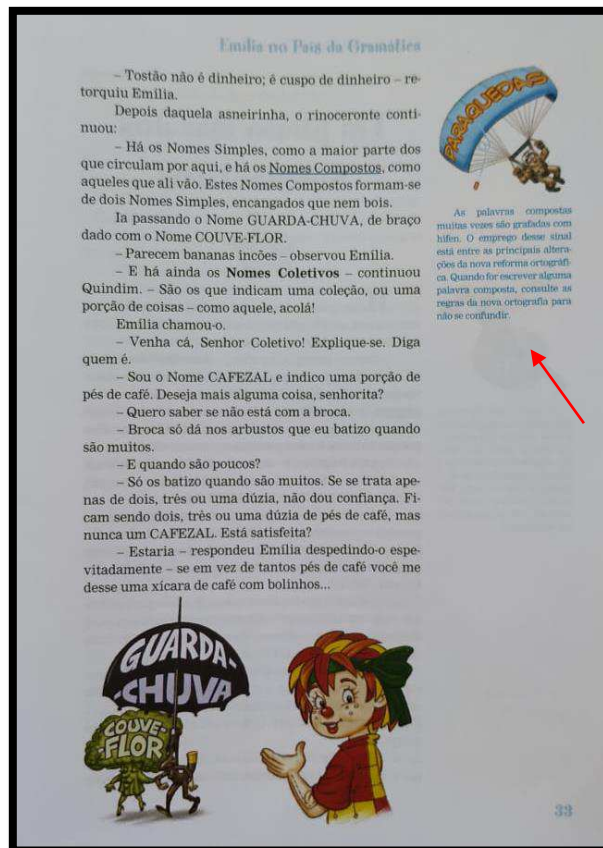 Emília no País da Gramática
– Tostão não é dinheiro; é cuspo de dinheiro – re-
torquiu Emília.
Depois daquela asneirinha, o rinoceronte conti-
nuou:
– Há os Nomes Simples, como a maior parte dos
que circulam por aqui, e há os Nomes Compostos, como
aqueles que ali vão. Estes Nomes Compostos formam-se
de dois Nomes Simples, encangados que nem bois.
Ia passando o Nome GUARDA-CHUVA, de braço
dado com o Nome COUVE-FLOR.
– Parecem bananas incões – observou Emília.
– E há ainda os Nomes Coletivos – continuou
Quindim. – São os que indicam uma coleção, ou uma
porção de coisas – como aquele, acolá!
Emília chamou-o.
– Venha cá, Senhor Coletivo! Explique-se. Diga
quem é.
– Sou o Nome CAFEZAL e indico uma porção de
pés de café. Deseja mais alguma coisa, senhorita?
– Quero saber se não está com a broca.
– Broca só dá nos arbustos que eu batizo quando
são muitos.
– E quando são poucos?
– Só os batizo quando são muitos. Se se trata ape-
nas de dois, três ou uma dúzia, não dou confiança. Fi-
cam sendo dois, três ou uma dúzia de pés de café, mas
nunca um CAFEZAL. Está satisfeita?
– Estaria – respondeu Emília despedindo-o espe-
vitadamente – se em vez de tantos pés de café você me
desse uma xícara de café com bolinhos...
PARAQUEDAS
As palavras compostas
muitas vezes são grafadas com
hífen. O emprego desse sinal
está entre as principais altera-
ções da nova reforma ortográfi-
ca. Quando for escrever alguma
palavra composta, consulte as
regras da nova ortografia para
não se confundir.
GUARDA-
-CHUVA
COUVE-
-FLOR
33